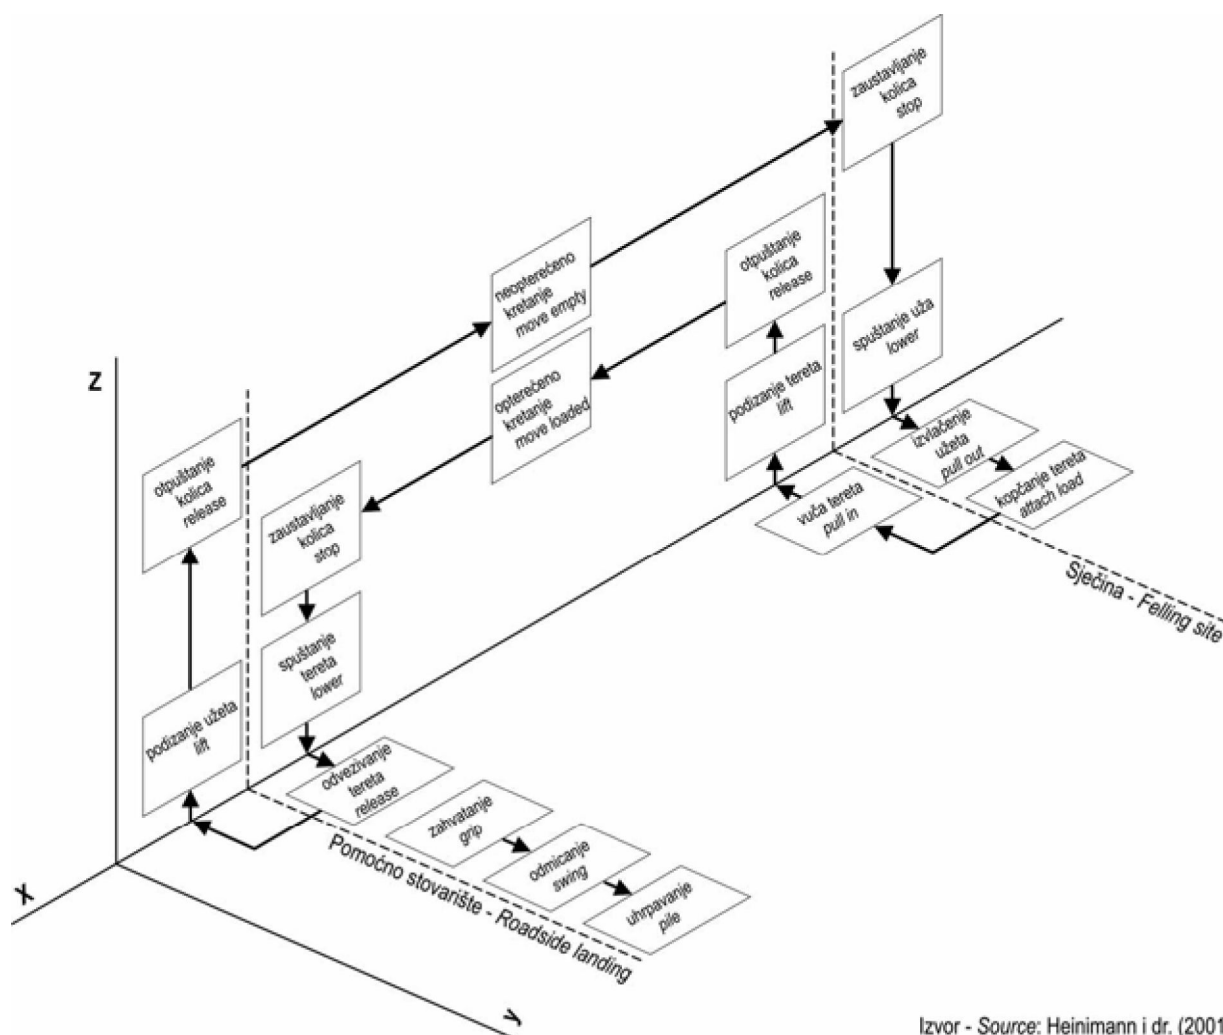 zaustavljanje
kolica
stop
neopterećeno
kretanje
move empty
otpuštanje
kolica
release
spuštanje uža
lower
Z
opterećeno
kretanje
move loaded
podizanje tereta
lift
otpuštanje
kolica
release
zaustavljanje
kolica
stop
izvlačenje
užeta
pull out
kopčanje tereta
attach load
vuča tereta
pull in
Sječina - Felling site
spuštanje
tereta
lower
podizanje užeta
lift
odvezivanje
tereta
release
zahvatanje
grip
odmicanje
swing
uhrpavanje
pile
Pomoćno stovarište - Roadside landing
X
y
Izvor - Source: Heinimann i dr. (2001